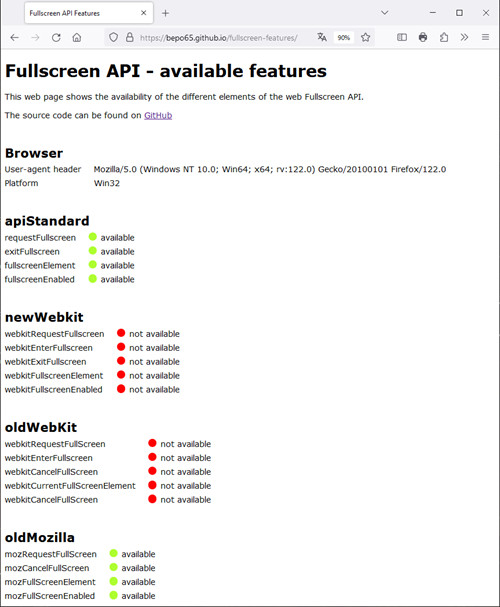 Fullscreen API Features
https://bepo65.github.io/fullscreen-features/
90%
Fullscreen API - available features
This web page shows the availability of the different elements of the web Fullscreen API.
The source code can be found on GitHub
Browser
User-agent header Mozilla/5.0 (Windows NT 10.0; Win64; x64; rv:122.0) Gecko/20100101 Firefox/122.0
Platform Win32
apiStandard
requestFullscreen available
exitFullscreen available
fullscreenElement available
fullscreenEnabled available
newWebkit
webkitRequestFullscreen not available
webkitEnterFullscreen not available
webkitExitFullscreen not available
webkitFullscreenElement not available
webkitFullscreenEnabled not available
oldWebKit
webkitRequestFullScreen not available
webkitEnterFullscreen not available
webkitCancelFullScreen not available
webkitCurrentFullScreenElement not available
webkitCancelFullScreen not available
oldMozilla
mozRequestFullScreen available
mozCancelFullScreen available
mozFullScreenElement available
mozFullScreenEnabled available